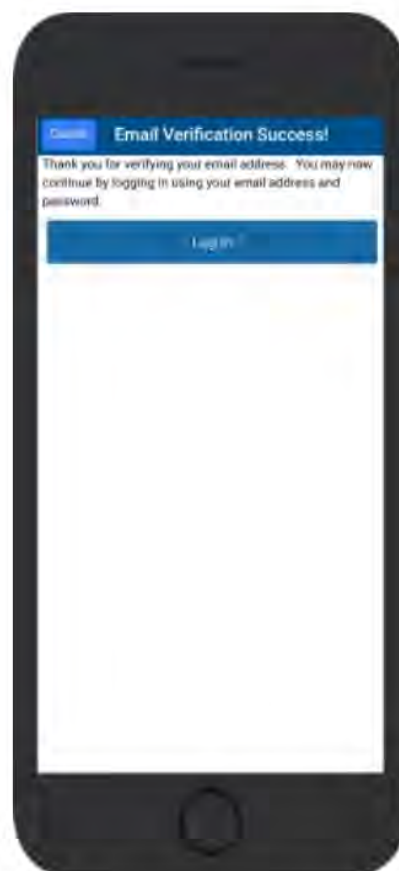 Email Verification Success!
Thank you for verifying your email address. You may now
continue by logging in using your email address and
password.
Log In